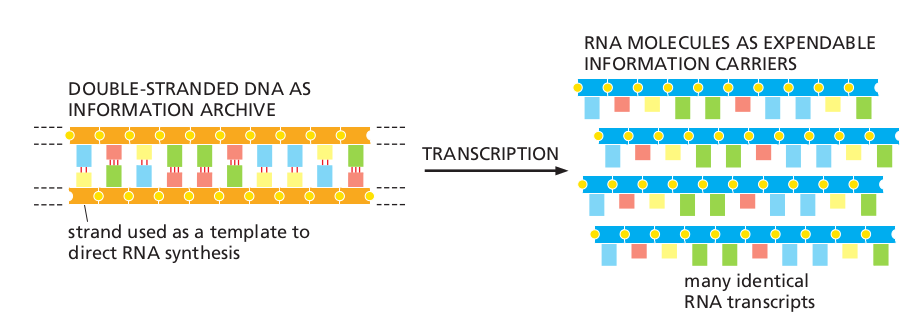 DOUBLE-STRANDED DNA AS
INFORMATION ARCHIVE
strand used as a template to
direct RNA synthesis
TRANSCRIPTION
RNA MOLECULES AS EXPENDABLE
INFORMATION CARRIERS
many identical
RNA transcripts